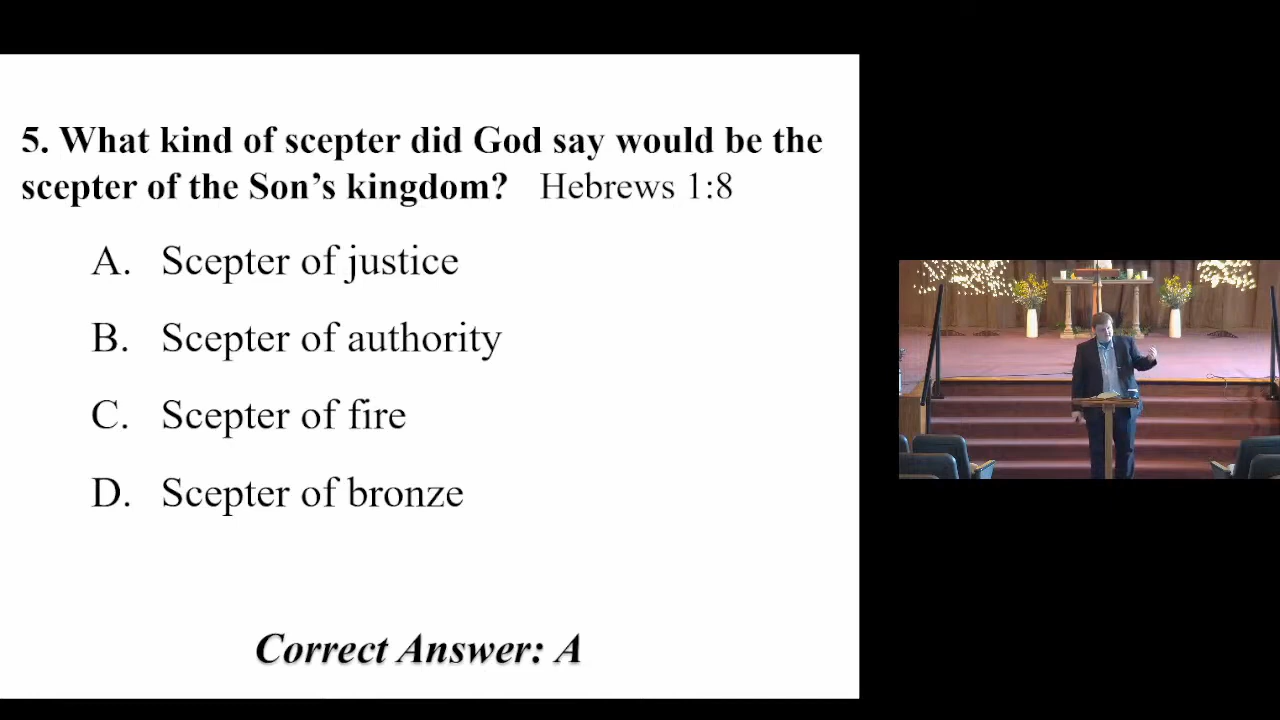 5. What kind of scepter did God say would be the
scepter of the Son’s kingdom? Hebrews 1:8
A. Scepter of justice
B. Scepter of authority
C. Scepter of fire
D. Scepter of bronze
Correct Answer: A